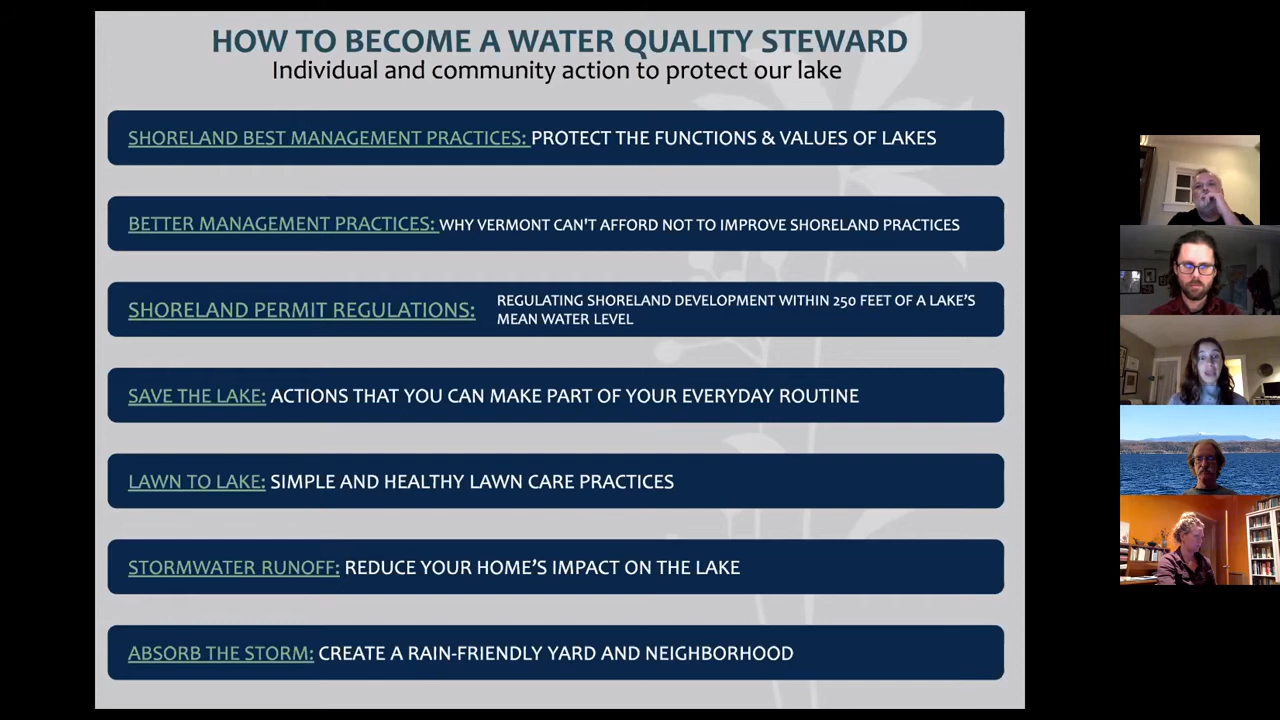 HOW TO BECOME A WATER QUALITY STEWARD
Individual and community action to protect our lake
SHORELAND BEST MANAGEMENT PRACTICES: PROTECT THE FUNCTIONS & VALUES OF LAKES
BETTER MANAGEMENT PRACTICES: WHY VERMONT CAN'T AFFORD NOT TO IMPROVE SHORELAND PRACTICES
SHORELAND PERMIT REGULATIONS: REGULATING SHORELAND DEVELOPMENT WITHIN 250 FEET OF A LAKE'S
MEAN WATER LEVEL
SAVE THE LAKE: ACTIONS THAT YOU CAN MAKE PART OF YOUR EVERYDAY ROUTINE
LAWN TO LAKE: SIMPLE AND HEALTHY LAWN CARE PRACTICES
STORMWATER RUNOFF: REDUCE YOUR HOME'S IMPACT ON THE LAKE
ABSORB THE STORM: CREATE A RAIN-FRIENDLY YARD AND NEIGHBORHOOD